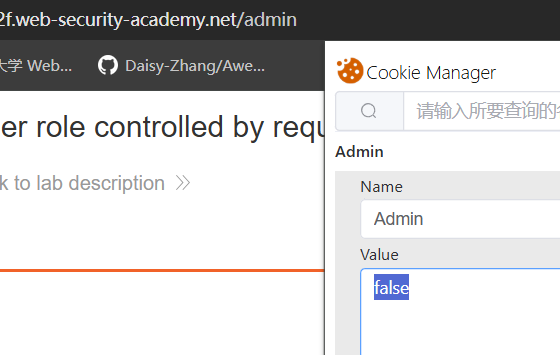 2f.web-security-academy.net/admin
大学 Web...
Daisy-Zhang/Awe...
Cookie Manager
er role controlled by requ
请输入所要查询的
Admin
k to lab description
Name
Admin
Value
false